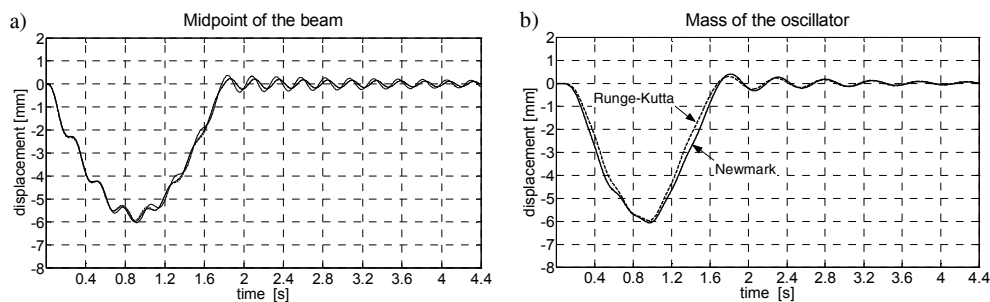 a)
Midpoint of the beam
displacement [mm]
2
1
0
-1
-2
-3
-4
-5
-6
-7
-8
0.4 0.8 1.2 1.6 2.0 2.4 2.8 3.2 3.6 4.0 4.4
time [s]
b)
Mass of the oscillator
displacement [mm]
2
1
0
-1
-2
-3
-4
-5
-6
-7
-8
Runge-Kutta
Newmark
0.4 0.8 1.2 1.6 2.0 2.4 2.8 3.2 3.6 4.0 4.4
time [s]